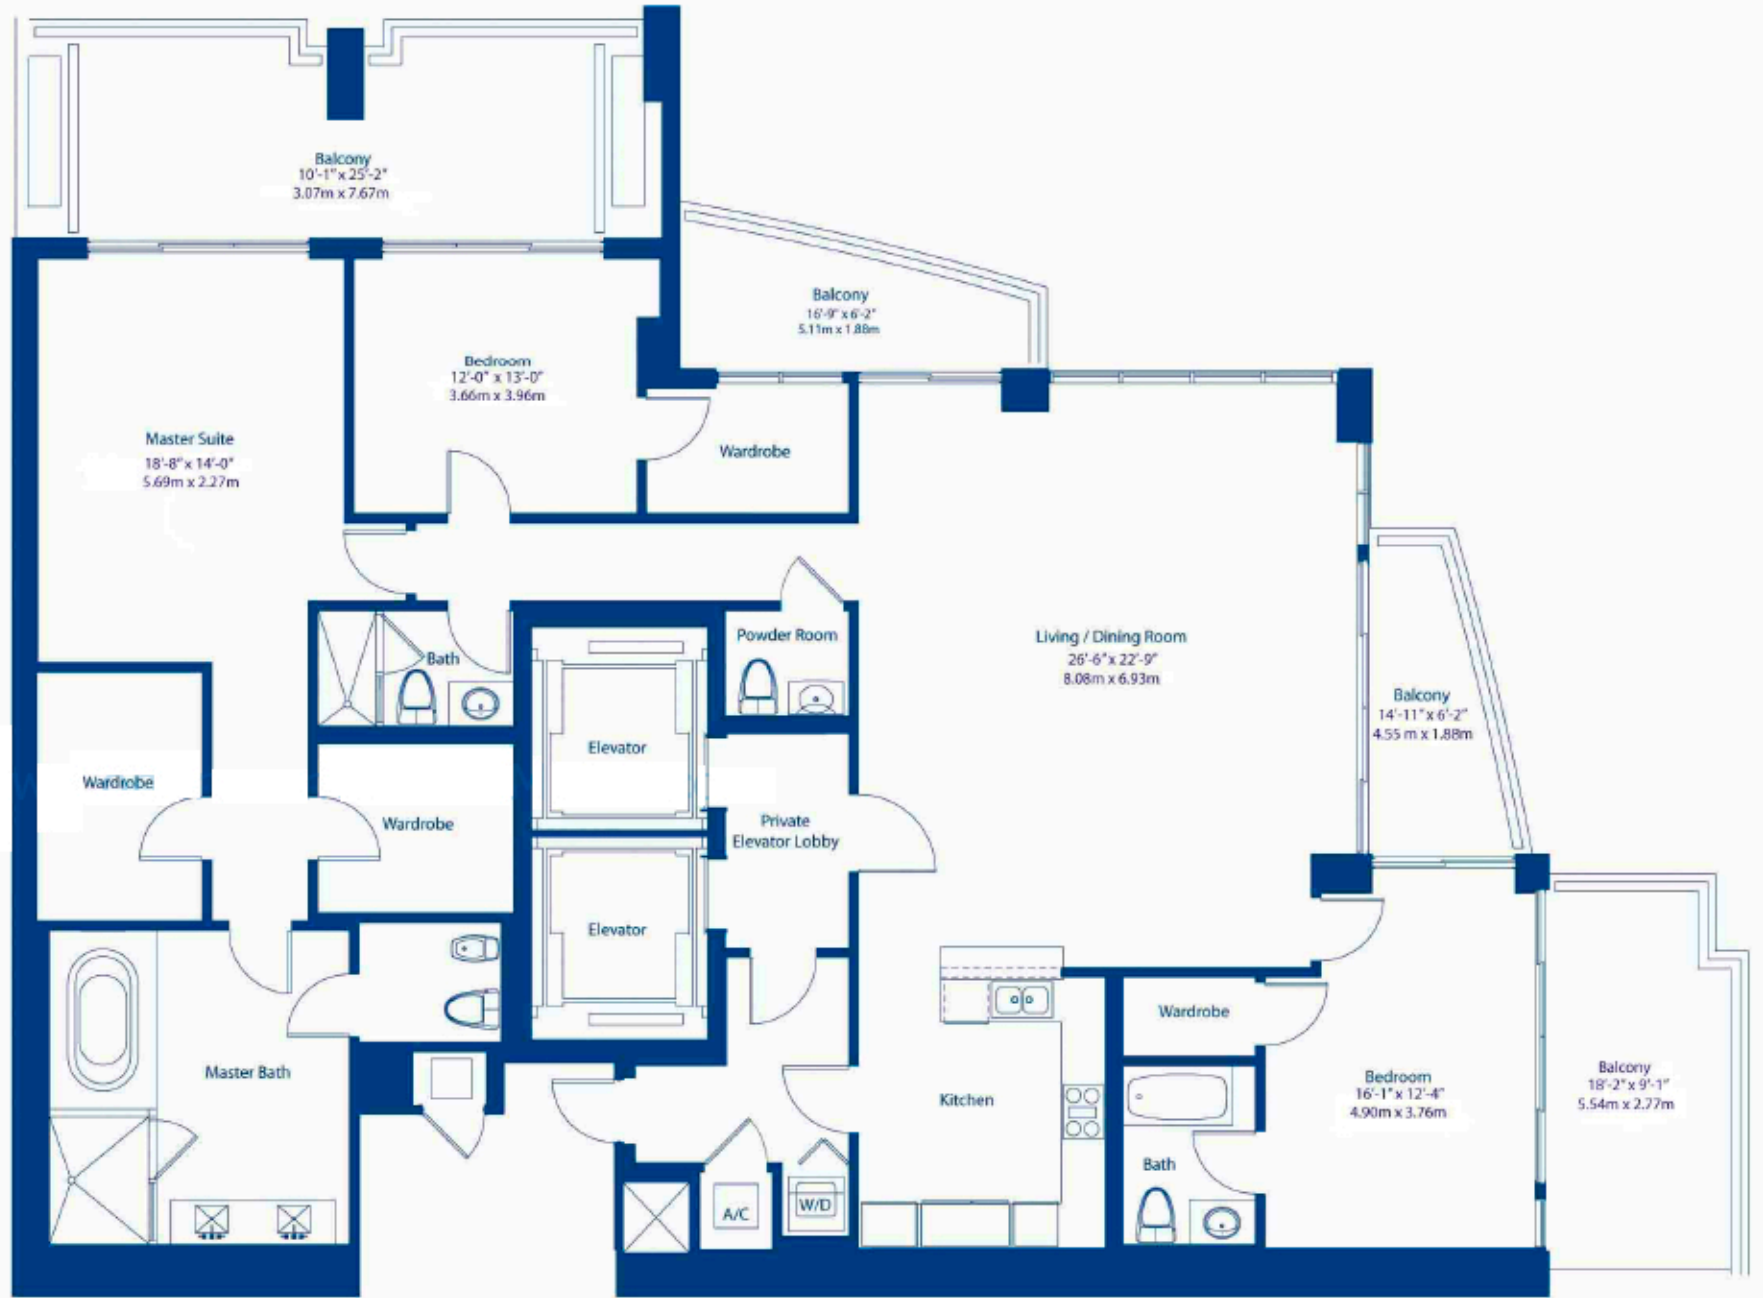 Balcony
10'-1" x 25'-2"
3.07m x 7.67m
Balcony
16'-9" x 6'-2"
5.11m x 1.88m
Bedroom
12'-0" x 13'-0"
3.66m x 3.96m
Master Suite
18'-8" x 14'-0"
5.69m x 2.27m
Wardrobe
Bath
Powder Room
Living / Dining Room
26'-6" x 22'-9"
8.08m x 6.93m
Balcony
14'-11" x 6'-2"
4.55 m x 1.88m
Elevator
Wardrobe
Wardrobe
Private
Elevator Lobby
Elevator
Wardrobe
Master Bath
Kitchen
Bedroom
16'-1" x 12'-4"
4.90m x 3.76m
Balcony
18'-2" x 9'-1"
5.54m x 2.77m
Bath
A/C
W/D